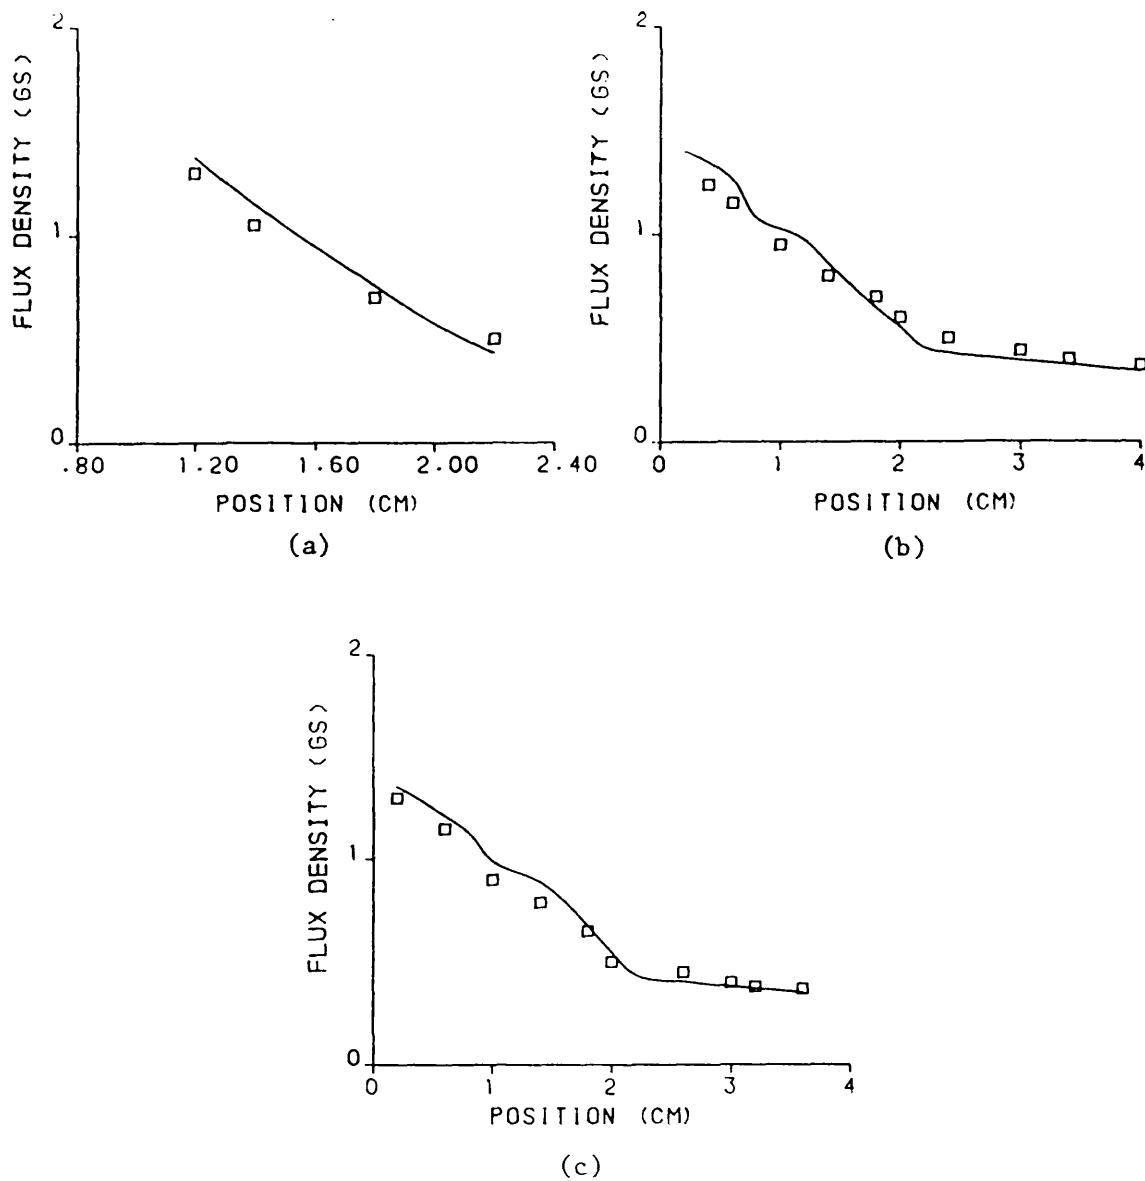 2
FLUX DENSITY (GS)
1
0
.80 1.20 1.60 2.00 2.40
POSITION (CM)
(a)
2
FLUX DENSITY (GS)
1
0
0 1 2 3 4
POSITION (CM)
(b)
2
FLUX DENSITY (GS)
1
0
0 1 2 3 4
POSITION (CM)
(c)